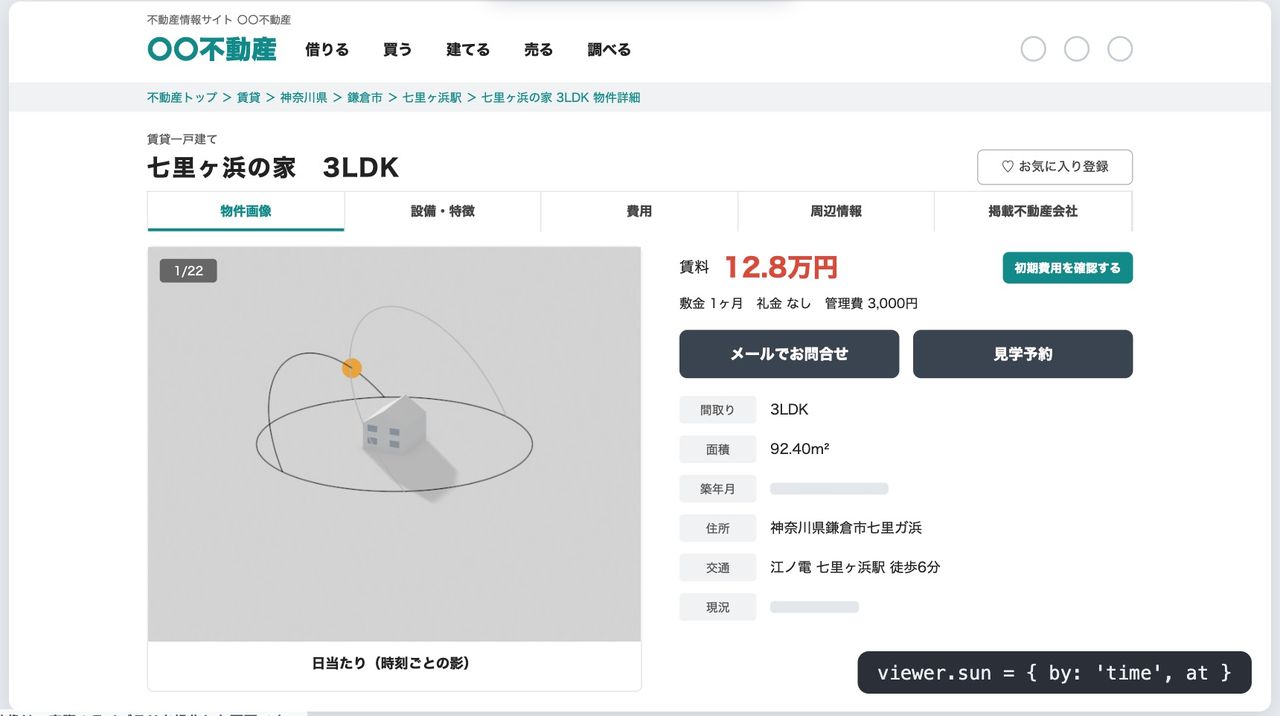 不動産情報サイト 〇〇不動産
〇〇不動産
借りる 買う 建てる 売る 調べる
不動産トップ > 賃貸 > 神奈川県 > 鎌倉市 > 七里ヶ浜駅 > 七里ヶ浜の家 3LDK 物件詳細
賃貸一戸建て
七里ヶ浜の家 3LDK
♡ お気に入り登録
物件画像 設備・特徴 費用 周辺情報 掲載不動産会社
1/22
賃料 12.8万円
初期費用を確認する
敷金 1ヶ月 礼金 なし 管理費 3,000円
メールでお問合せ 見学予約
間取り 3LDK
面積 92.40m²
築年月
住所 神奈川県鎌倉市七里ガ浜
交通 江ノ電 七里ヶ浜駅 徒歩6分
現況
日当たり（時刻ごとの影）
viewer.sun = { by: 'time', at }